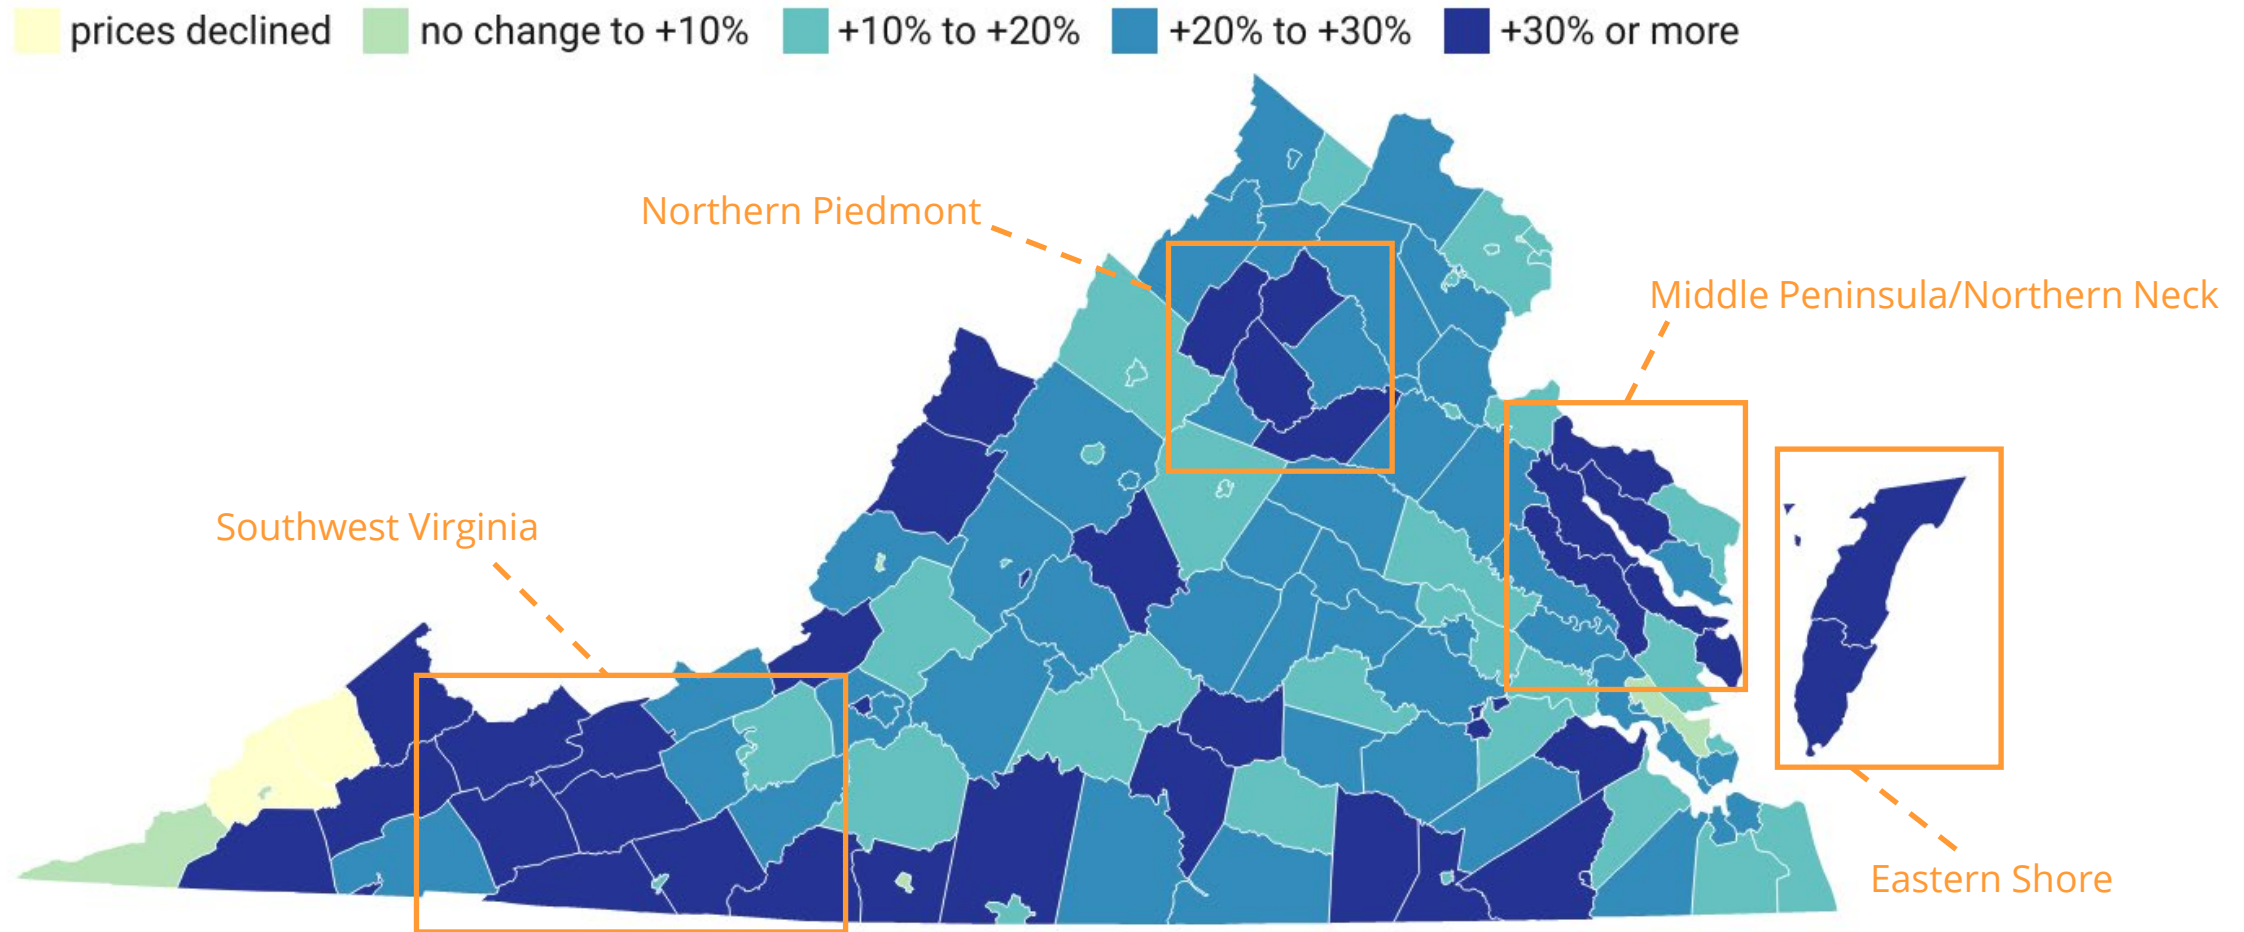 prices declined no change to +10% +10% to +20% +20% to +30% +30% or more
Northern Piedmont
Middle Peninsula/Northern Neck
Southwest Virginia
Eastern Shore